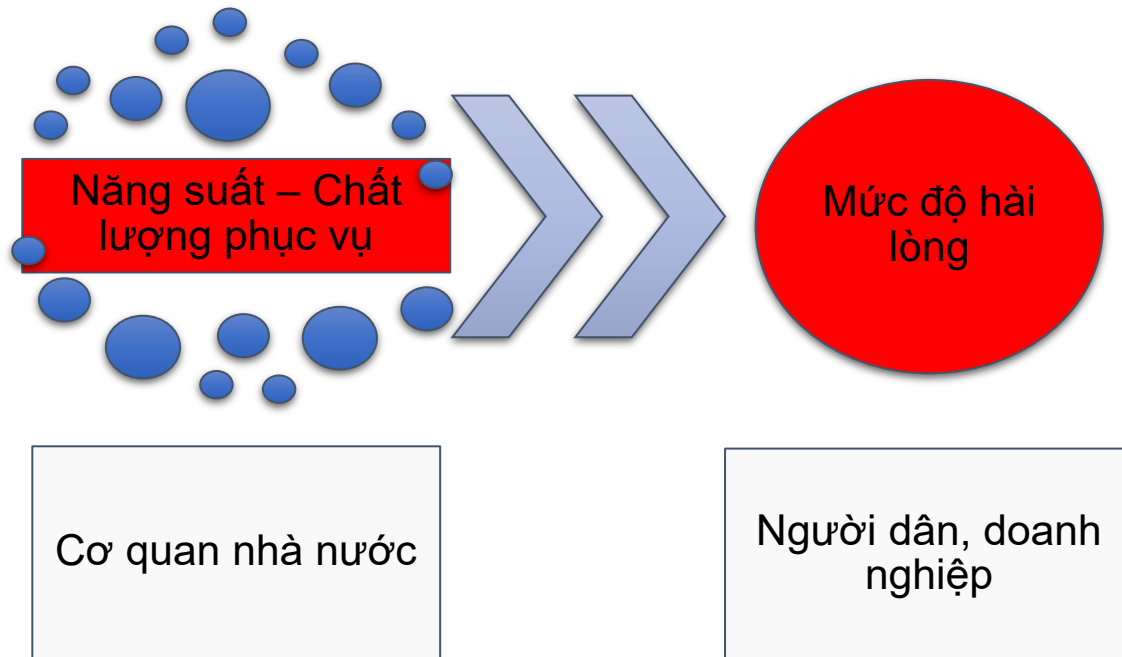 Năng suất – Chất
lượng phục vụ
Mức độ hài
lòng
Cơ quan nhà nước
Người dân, doanh
nghiệp